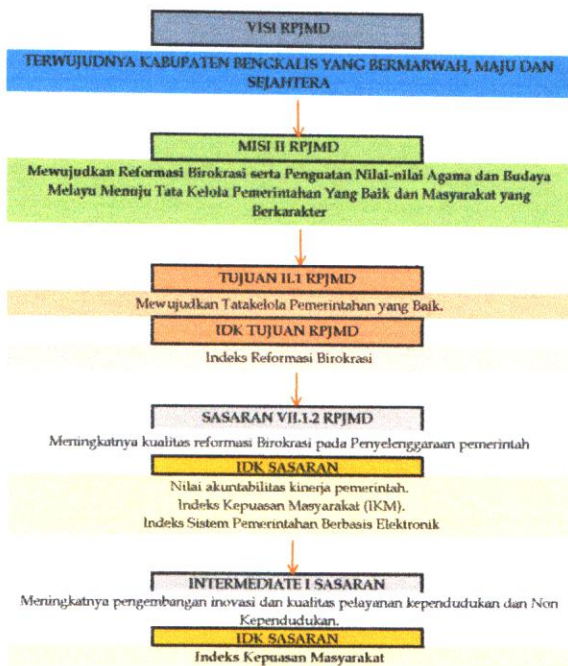 VISI RPJMD
TERWUJUDNYA KABUPATEN BENGKALIS YANG BERMARWAH, MAJU DAN
SEJAHTERA
MISI II RPJMD
Mewujudkan Reformasi Birokrasi serta Penguatan Nilai-nilai Agama dan Budaya
Melayu Menuju Tata Kelola Pemerintahan Yang Baik dan Masyarakat yang
Berkarakter
TUJUAN II.1 RPJMD
Mewujudkan Tatakelola Pemerintahan yang Baik.
IDK TUJUAN RPJMD
Indeks Reformasi Birokrasi
SASARAN VII.1.2 RPJMD
Meningkatnya kualitas reformasi Birokrasi pada Penyelenggaraan pemerintah
IDK SASARAN
Nilai akuntabilitas kinerja pemerintah.
Indeks Kepuasan Masyarakat (IKM).
Indeks Sistem Pemerintahan Berbasis Elektronik
INTERMEDIATE I SASARAN
Meningkatnya pengembangan inovasi dan kualitas pelayanan kependudukan dan Non
Kependudukan.
IDK SASARAN
Indeks Kepuasan Masyarakat